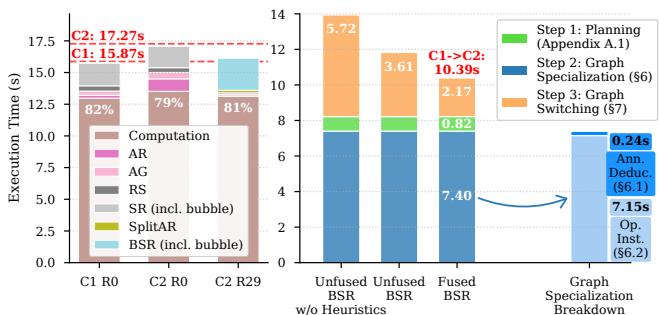 C2: 17.27s
C1: 15.87s
17.5
15.0
12.5
10.0
7.5
5.0
2.5
0.0
Execution Time (s)
82%
79%
81%
Computation
AR
AG
RS
SR (incl. bubble)
SplitAR
BSR (incl. bubble)
C1 R0
C2 R0
C2 R29
14
12
10
8
6
4
2
0
5.72
3.61
C1->C2:
10.39s
2.17
0.82
7.40
Step 1: Planning
(Appendix A.1)
Step 2: Graph
Specialization (§6)
Step 3: Graph
Switching (§7)
0.24s
Ann.
Deduc.
(§6.1)
7.15s
Op.
Inst.
(§6.2)
Unfused
BSR
w/o Heuristics
Unfused
BSR
Fused
BSR
Graph
Specialization
Breakdown